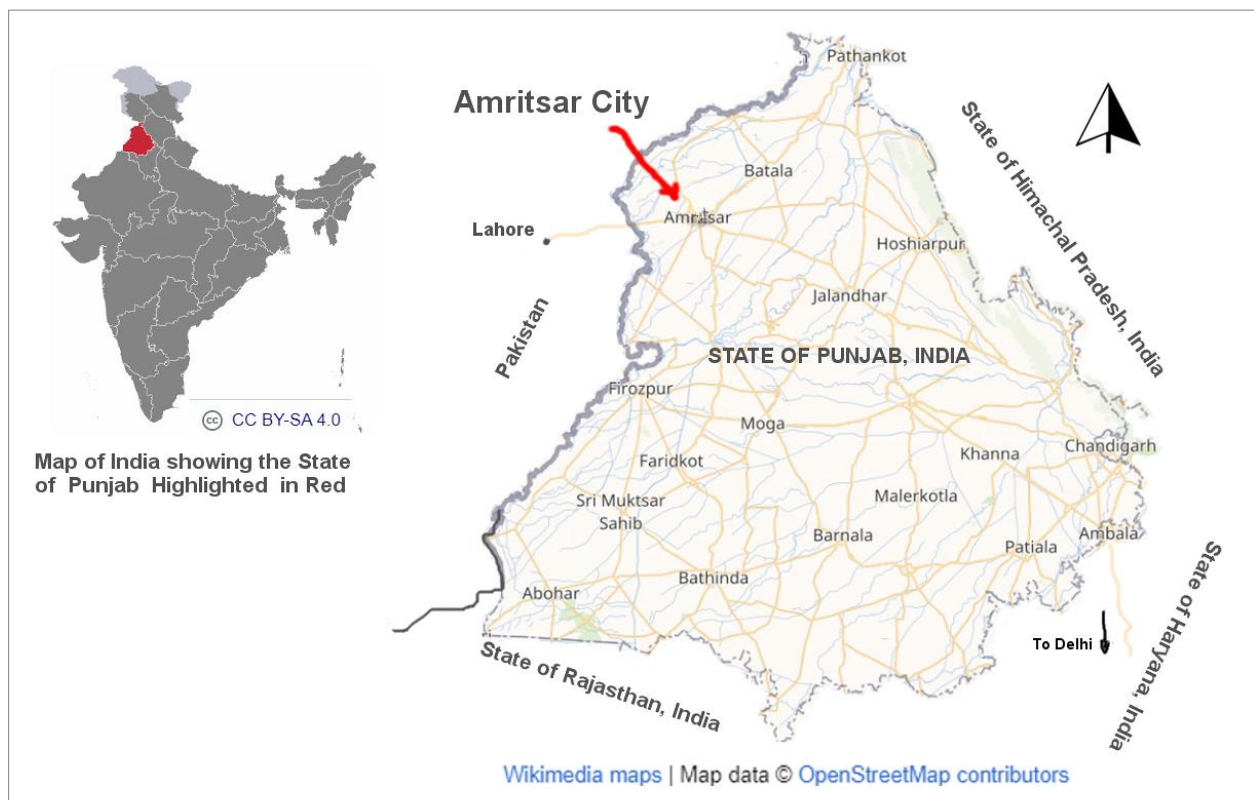 CC BY-SA 4.0
Map of India showing the State
of Punjab Highlighted in Red
Amritsar City
Pathankot
Batala
Amritsar
Lahore
Hoshiarpur
State of Himachal Pradesh, India
Jalandhar
Pakistan
STATE OF PUNJAB, INDIA
Firozpur
Moga
Chandigarh
Khanna
Faridkot
Malerkotla
Sri Muktsar
Sahib
Barnala
Ambala
Patiala
Bathinda
Abohar
State of Haryana, India
To Delhi
State of Rajasthan, India
Wikimedia maps | Map data © OpenStreetMap contributors